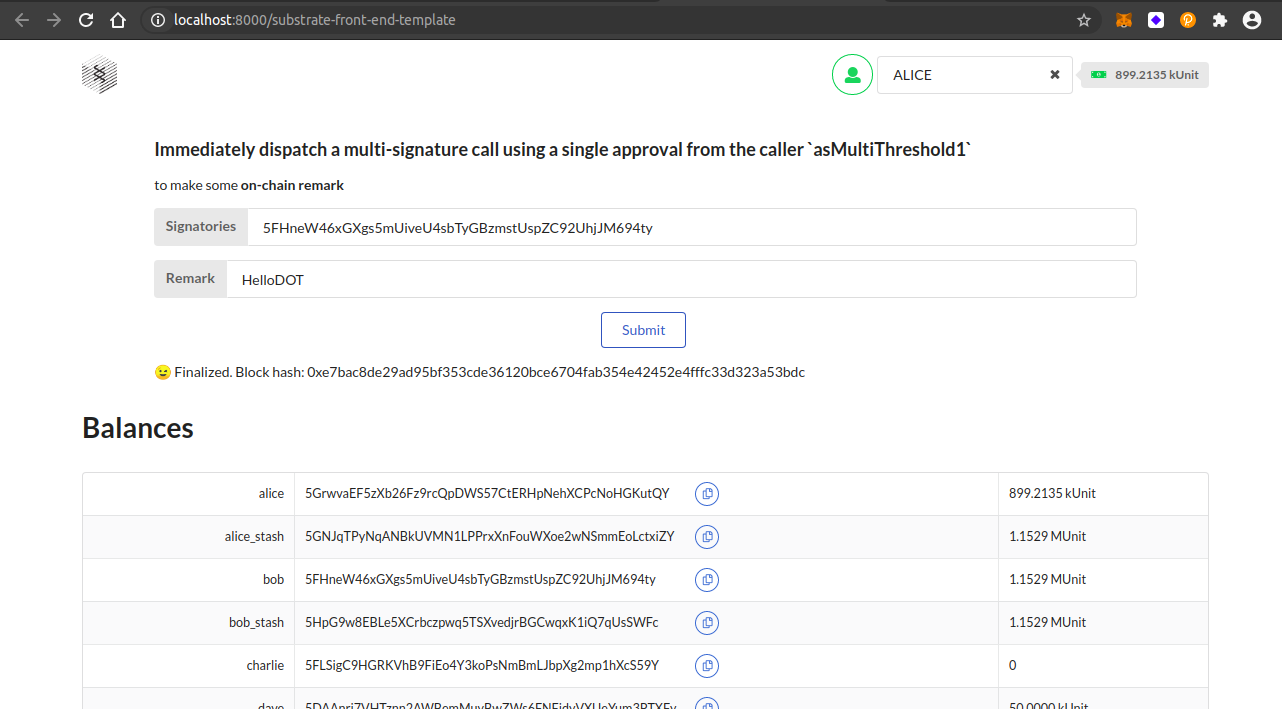 localhost:8000/substrate-front-end-template
ALICE
899.2135 kUnit
Immediately dispatch a multi-signature call using a single approval from the caller `asMultiThreshold1`
to make some on-chain remark
Signatories 5FHneW46xGXgs5mUiveU4sbTyGBzmstUspZC92UhjJM694ty
Remark HelloDOT
Submit
😉 Finalized. Block hash: 0xe7bac8de29ad95bf353cde36120bce6704fab354e42452e4fffc33d323a53bdc
Balances
alice 5GrwvaEF5zXb26Fz9rcQpDWS57CtERHpNehXCPcNoHGKutQY 899.2135 kUnit
alice_stash 5GNJqTPyNqANBkUVMN1LPPrxXnFouWXoe2wNSmmEoLctxiZY 1.1529 MUnit
bob 5FHneW46xGXgs5mUiveU4sbTyGBzmstUspZC92UhjJM694ty 1.1529 MUnit
bob_stash 5HpG9w8EBLe5XCrbczpwq5TSXvedjrBGCwqxK1iQ7qUsSWFc 1.1529 MUnit
charlie 5FLSigC9HGRKVhB9FiEo4Y3koPsNmBmLJbpXg2mp1hXcS59Y 0
dave 50.0000 kUnit